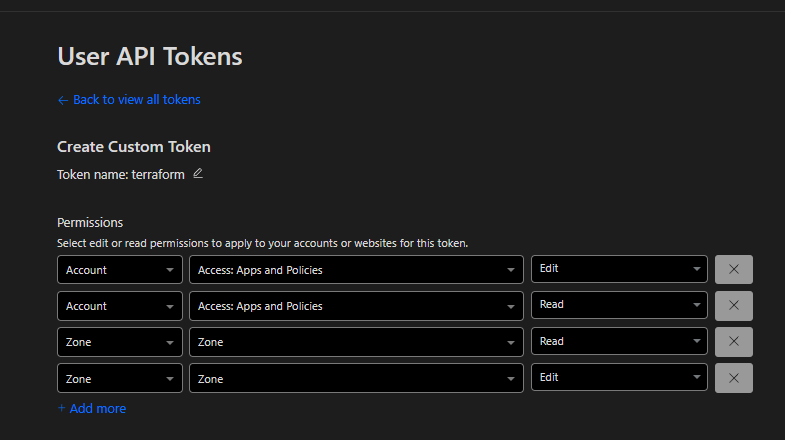 User API Tokens
← Back to view all tokens
Create Custom Token
Token name: terraform
Permissions
Select edit or read permissions to apply to your accounts or websites for this token.
Account Access: Apps and Policies Edit
Account Access: Apps and Policies Read
Zone Zone Read
Zone Zone Edit
+ Add more